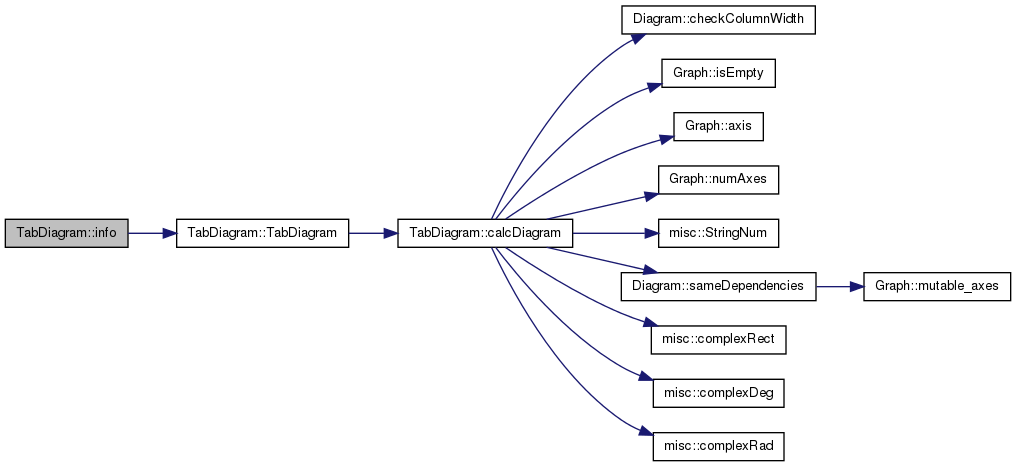 Diagram::checkColumnWidth
Graph::isEmpty
Graph::axis
Graph::numAxes
TabDiagram::info
TabDiagram::TabDiagram
TabDiagram::calcDiagram
misc::StringNum
Diagram::sameDependencies
Graph::mutable_axes
misc::complexRect
misc::complexDeg
misc::complexRad